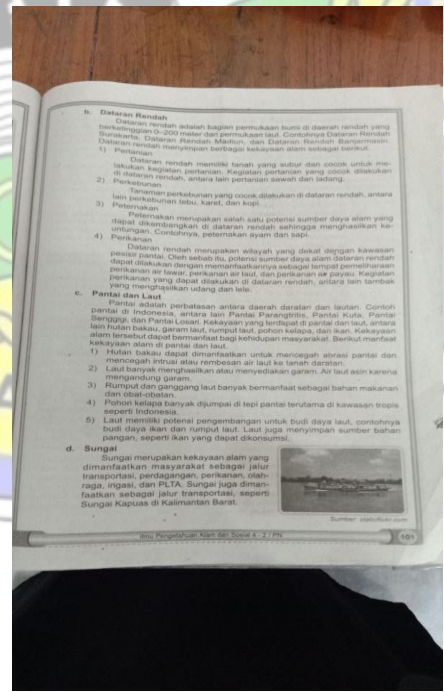 b. Dataran Rendah
Dataran rendah adalah bagian permukaan bumi di daerah rendah yang
berketinggian 0–200 meter dari permukaan laut. Contohnya Dataran Rendah
Surakarta, Dataran Rendah Madiun, dan Dataran Rendah Banjarmasin.
Dataran rendah menyimpan berbagai kekayaan alam sebagai berikut.
1) Pertanian
Dataran rendah memiliki tanah yang subur dan cocok untuk me-
lakukan kegiatan pertanian. Kegiatan pertanian yang cocok dilakukan
di dataran rendah, antara lain pertanian sawah dan ladang.
2) Perkebunan
Tanaman perkebunan yang cocok dilakukan di dataran rendah, antara
lain perkebunan tebu, karet, dan kopi.
3) Peternakan
Peternakan merupakan salah satu potensi sumber daya alam yang
dapat dikembangkan di dataran rendah sehingga menghasilkan ke-
untungan. Contohnya, peternakan ayam dan sapi.
4) Perikanan
Dataran rendah merupakan wilayah yang dekat dengan kawasan
pesisir pantai. Oleh sebab itu, potensi sumber daya alam dataran rendah
dapat dilakukan dengan memanfaatkannya sebagai tempat pemeliharaan
perikanan air tawar, perikanan air laut, dan perikanan air payau. Kegiatan
perikanan yang dapat dilakukan di dataran rendah, antara lain tambak
yang menghasilkan udang dan lele.
c. Pantai dan Laut
Pantai adalah perbatasan antara daerah daratan dan lautan. Contoh
pantai di Indonesia, antara lain Pantai Parangtritis, Pantai Kuta, Pantai
Senggigi, dan Pantai Losari. Kekayaan yang terdapat di pantai dan laut, antara
lain hutan bakau, garam laut, rumput laut, pohon kelapa, dan ikan. Kekayaan
alam tersebut dapat bermanfaat bagi kehidupan masyarakat. Berikut manfaat
kekayaan alam di pantai dan laut.
1) Hutan bakau dapat dimanfaatkan untuk mencegah abrasi pantai dan
mencegah intrusi atau rembesan air laut ke tanah daratan.
2) Laut banyak menghasilkan atau menyediakan garam. Air laut asin karena
mengandung garam.
3) Rumput dan ganggang laut banyak bermanfaat sebagai bahan makanan
dan obat-obatan.
4) Pohon kelapa banyak dijumpai di tepi pantai terutama di kawasan tropis
seperti Indonesia.
5) Laut memiliki potensi pengembangan untuk budi daya laut, contohnya
budi daya ikan dan rumput laut. Laut juga menyimpan sumber bahan
pangan, seperti ikan yang dapat dikonsumsi.
d. Sungai
Sungai merupakan kekayaan alam yang
dimanfaatkan masyarakat sebagai jalur
transportasi, perdagangan, perikanan, olah-
raga, irigasi, dan PLTA. Sungai juga diman-
faatkan sebagai jalur transportasi, seperti
Sungai Kapuas di Kalimantan Barat.
Sumber:
Ilmu Pengetahuan Alam dan Sosial 4 - 2 / PN
101